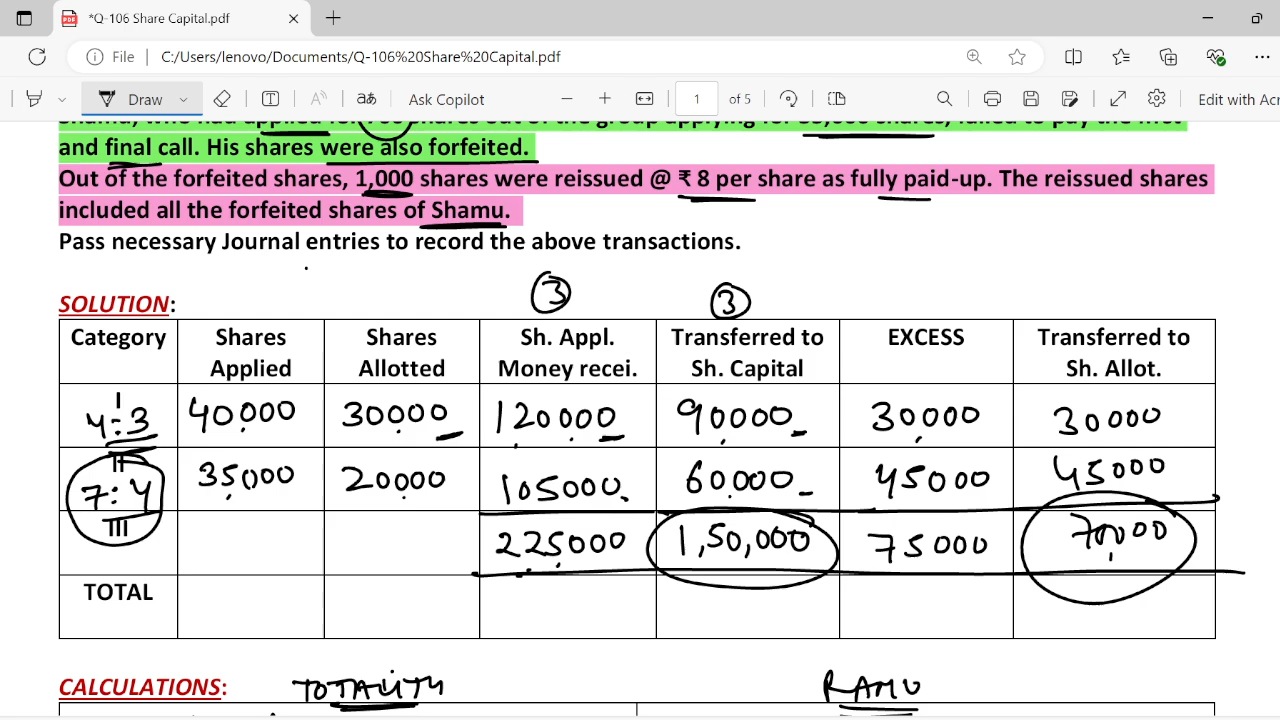 *Q-106 Share Capital.pdf
File
C:/Users/lenovo/Documents/Q-106%20Share%20Capital.pdf
Draw
Ask Copilot
1
of 5
Edit with Acr
and final call. His shares were also forfeited.
Out of the forfeited shares, 1,000 shares were reissued @ ₹ 8 per share as fully paid-up. The reissued shares
included all the forfeited shares of Shamu.
Pass necessary Journal entries to record the above transactions.
SOLUTION:
3 3
Category Shares Applied Shares Allotted Sh. Appl. Money recei. Transferred to Sh. Capital EXCESS Transferred to Sh. Allot.
I
4:3 40000 30000 120000 90000 30000 30000
II
7:4 35000 20000 105000 60000 45000 45000
III
225000 1,50,000 75000 70000
TOTAL
CALCULATIONS: TOTALITY RAMU